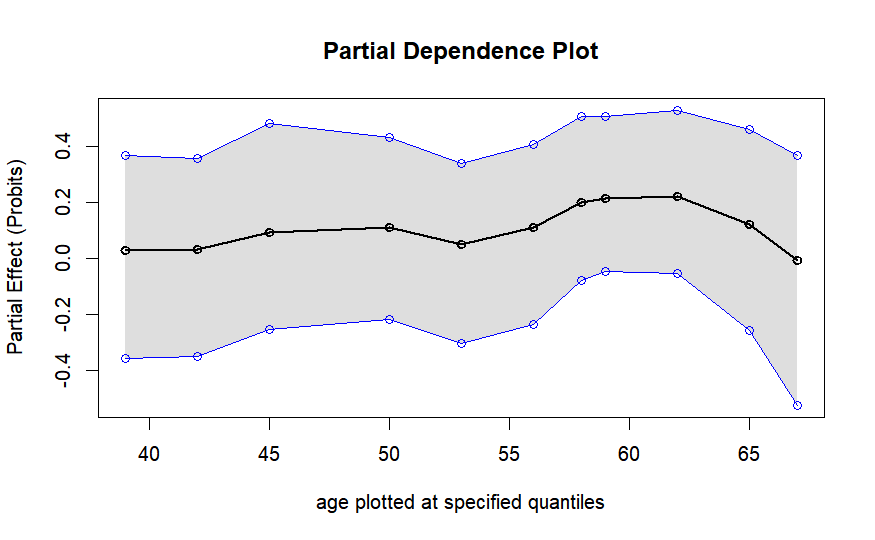 Partial Dependence Plot
Partial Effect (Probits)
0.4
0.2
0.0
-0.2
-0.4
40 45 50 55 60 65
age plotted at specified quantiles